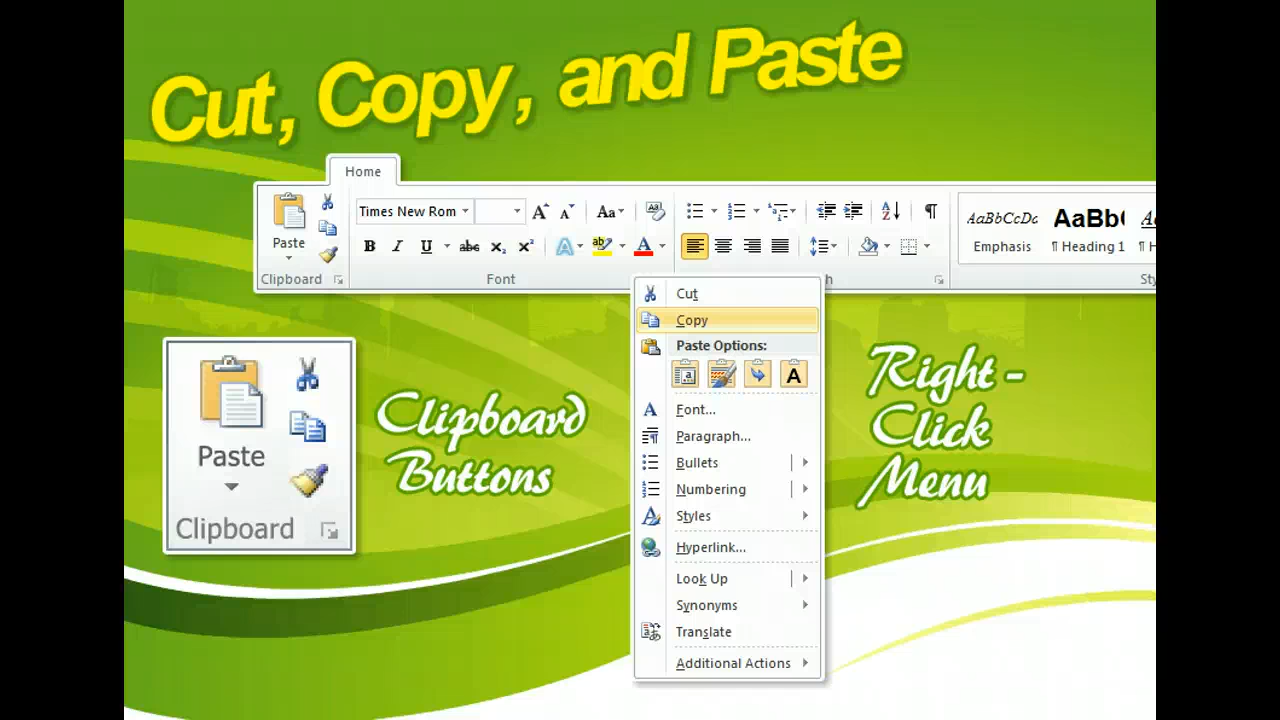 Cut, Copy, and Paste
Home
Times New Rom
Aa
AaBbCcDc
AaBb(
Paste
B I U abc x₂ x² A ab A
Emphasis
¶ Heading 1
¶ H
Clipboard
Font
h
Sty
Cut
Copy
Paste Options:
A
Font...
Paragraph...
Bullets
Numbering
Styles
Hyperlink...
Look Up
Synonyms
Translate
Additional Actions
Paste
Clipboard
Clipboard
Buttons
Right -
Click
Menu